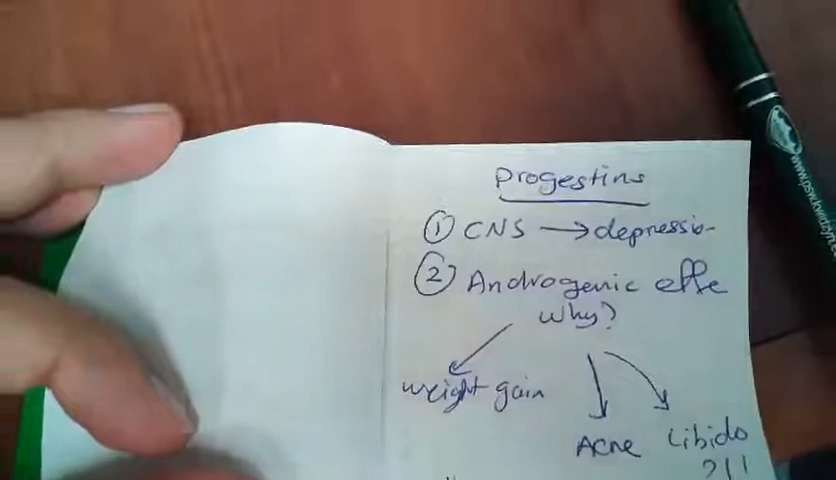 Progestins
① CNS → depressio-
② Androgenic effe
why?
weight gain
Acne Libido
?!!